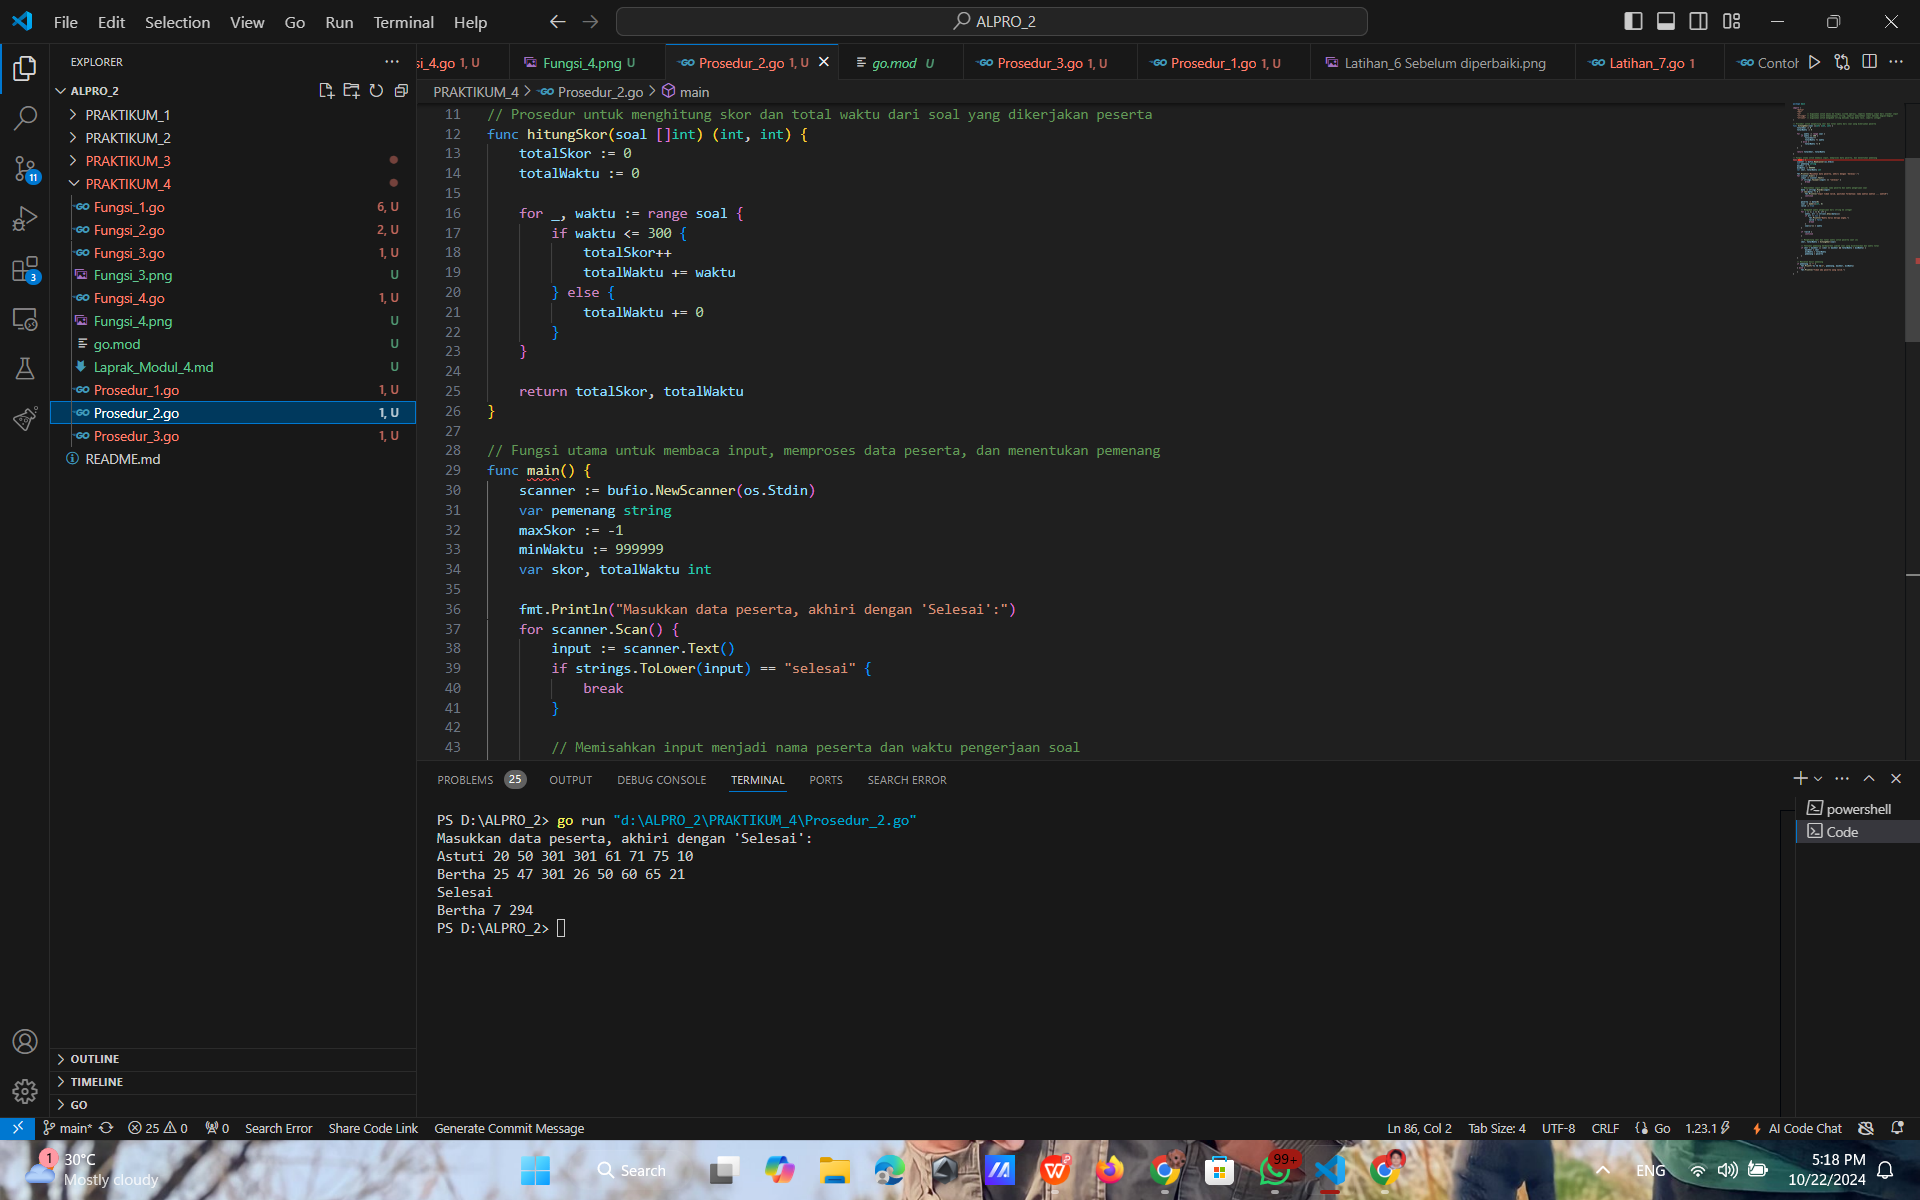 File Edit Selection View Go Run Terminal Help
ALPRO_2
EXPLORER
ALPRO_2
PRAKTIKUM_1
PRAKTIKUM_2
PRAKTIKUM_3
PRAKTIKUM_4
Fungsi_1.go 6, U
Fungsi_2.go 2, U
Fungsi_3.go 1, U
Fungsi_3.png U
Fungsi_4.go 1, U
Fungsi_4.png U
go.mod U
Laprak_Modul_4.md U
Prosedur_1.go 1, U
Prosedur_2.go 1, U
Prosedur_3.go 1, U
README.md
OUTLINE
TIMELINE
GO
11
3
si_4.go 1, U Fungsi_4.png U Prosedur_2.go 1, U go.mod U Prosedur_3.go 1, U Prosedur_1.go 1, U Latihan_6 Sebelum diperbaiki.png Latihan_7.go 1 Contoh
PRAKTIKUM_4 > Prosedur_2.go > main
11 // Prosedur untuk menghitung skor dan total waktu dari soal yang dikerjakan peserta
12 func hitungSkor(soal []int) (int, int) {
13 totalSkor := 0
14 totalWaktu := 0
15
16 for _, waktu := range soal {
17 if waktu <= 300 {
18 totalSkor++
19 totalWaktu += waktu
20 } else {
21 totalWaktu += 0
22 }
23 }
24
25 return totalSkor, totalWaktu
26 }
27
28 // Fungsi utama untuk membaca input, memproses data peserta, dan menentukan pemenang
29 func main() {
30 scanner := bufio.NewScanner(os.Stdin)
31 var pemenang string
32 maxSkor := -1
33 minWaktu := 999999
34 var skor, totalWaktu int
35
36 fmt.Println("Masukkan data peserta, akhiri dengan 'Selesai':")
37 for scanner.Scan() {
38 input := scanner.Text()
39 if strings.ToLower(input) == "selesai" {
40 break
41 }
42
43 // Memisahkan input menjadi nama peserta dan waktu pengerjaan soal
PROBLEMS 25 OUTPUT DEBUG CONSOLE TERMINAL PORTS SEARCH ERROR
PS D:\ALPRO_2> go run "d:\ALPRO_2\PRAKTIKUM_4\Prosedur_2.go"
Masukkan data peserta, akhiri dengan 'Selesai':
Astuti 20 50 301 301 61 71 75 10
Bertha 25 47 301 26 50 60 65 21
Selesai
Bertha 7 294
PS D:\ALPRO_2>
powershell
Code
main* 25 0 0 Search Error Share Code Link Generate Commit Message Ln 86, Col 2 Tab Size: 4 UTF-8 CRLF Go 1.23.1 AI Code Chat
1
30°C
Mostly cloudy
Search
99+
ENG
5:18 PM
10/22/2024